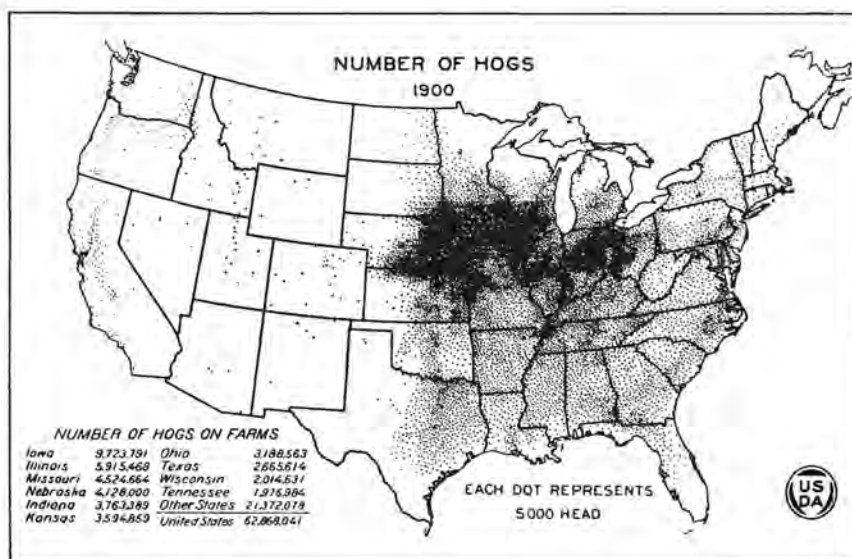 NUMBER OF HOGS
1900
NUMBER OF HOGS ON FARMS
Iowa 9,723,791 Ohio 3,188,563
Illinois 5,915,468 Texas 2,665,614
Missouri 4,524,664 Wisconsin 2,014,631
Nebraska 4,128,000 Tennessee 1,976,984
Indiana 3,763,389 Other States 21,372,078
Kansas 3,594,859 United States 62,868,041
EACH DOT REPRESENTS
5000 HEAD
US
DA